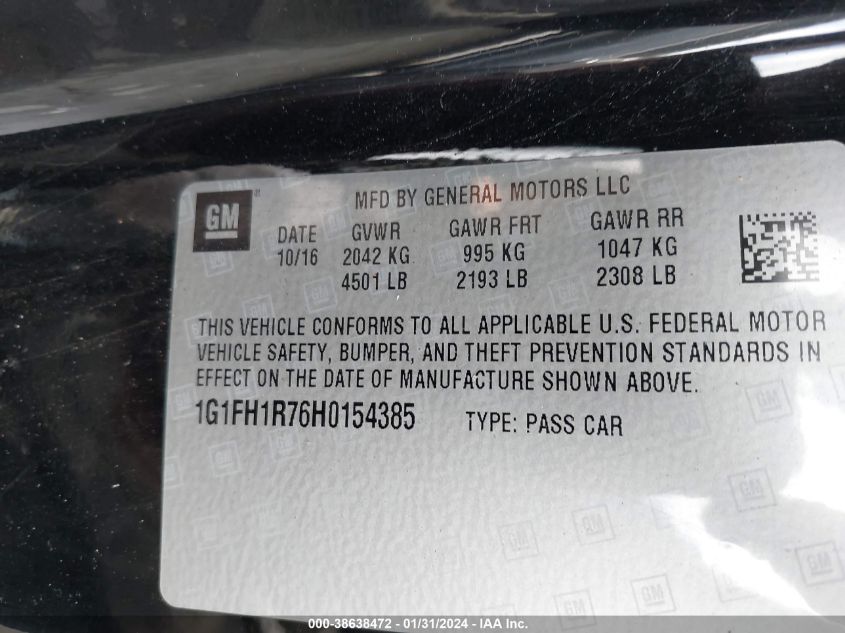 GM
MFD BY GENERAL MOTORS LLC
DATE GVWR GAWR FRT GAWR RR
10/16 2042 KG 995 KG 1047 KG
4501 LB 2193 LB 2308 LB
THIS VEHICLE CONFORMS TO ALL APPLICABLE U.S. FEDERAL MOTOR
VEHICLE SAFETY, BUMPER, AND THEFT PREVENTION STANDARDS IN
EFFECT ON THE DATE OF MANUFACTURE SHOWN ABOVE.
1G1FH1R76H0154385 TYPE: PASS CAR
000-38638472 - 01/31/2024 - IAA Inc.